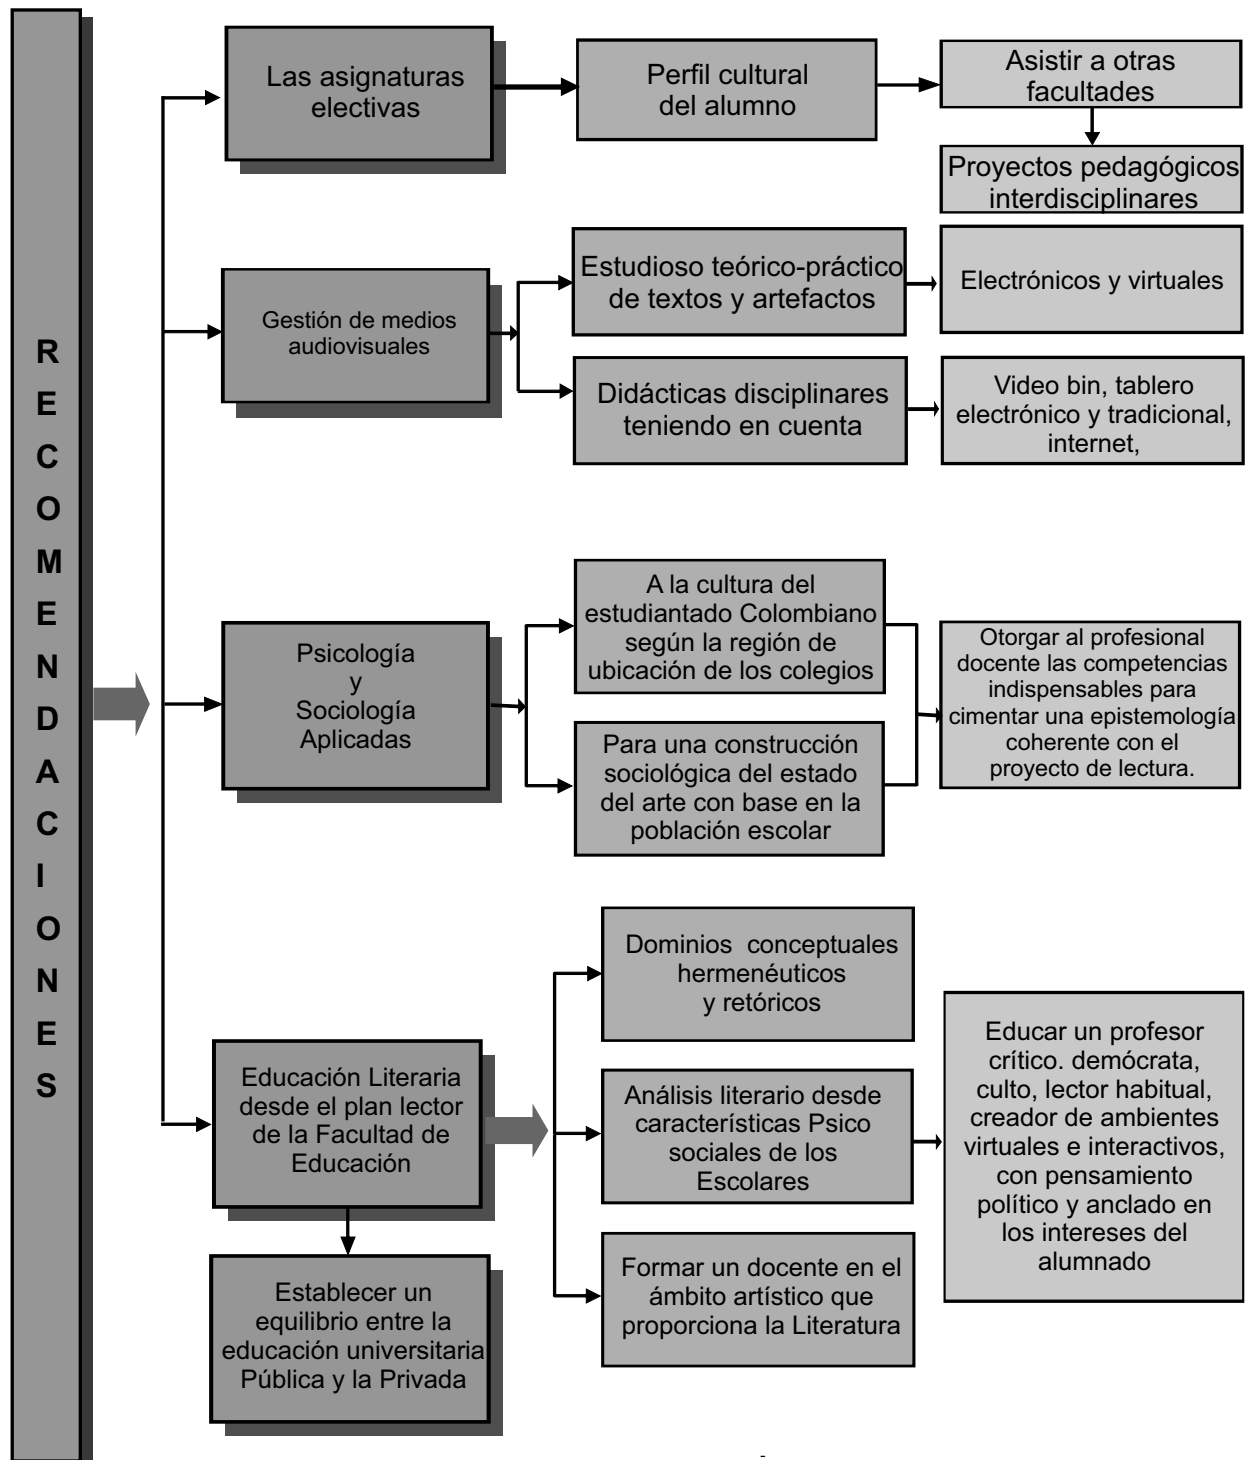 RECOMENDACIONES
Las asignaturas
electivas
Perfil cultural
del alumno
Asistir a otras
facultades
Proyectos pedagógicos
interdisciplinares
Gestión de medios
audiovisuales
Estudioso teórico-práctico
de textos y artefactos
Electrónicos y virtuales
Didácticas disciplinares
teniendo en cuenta
Video bin, tablero
electrónico y tradicional,
internet,
Psicología
y
Sociología
Aplicadas
A la cultura del
estudiantado Colombiano
según la región de
ubicación de los colegios
Para una construcción
sociológica del estado
del arte con base en la
población escolar
Otorgar al profesional
docente las competencias
indispensables para
cimentar una epistemología
coherente con el
proyecto de lectura.
Educación Literaria
desde el plan lector
de la Facultad de
Educación
Establecer un
equilibrio entre la
educación universitaria
Pública y la Privada
Dominios conceptuales
hermenéuticos
y retóricos
Análisis literario desde
características Psico
sociales de los
Escolares
Formar un docente en el
ámbito artístico que
proporciona la Literatura
Educar un profesor
crítico. demócrata,
culto, lector habitual,
creador de ambientes
virtuales e interactivos,
con pensamiento
político y anclado en
los intereses del
alumnado